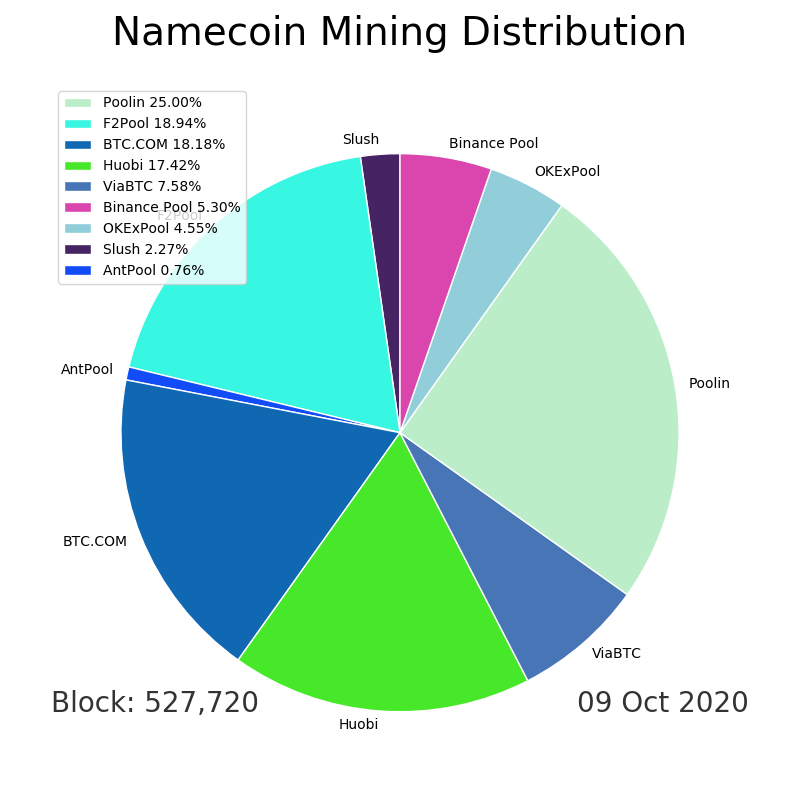 Namecoin Mining Distribution
Poolin 25.00%
F2Pool 18.94%
BTC.COM 18.18%
Huobi 17.42%
ViaBTC 7.58%
Binance Pool 5.30%
OKExPool 4.55%
Slush 2.27%
AntPool 0.76%
Slush
Binance Pool
OKExPool
F2Pool
AntPool
Poolin
BTC.COM
ViaBTC
Huobi
Block: 527,720
09 Oct 2020